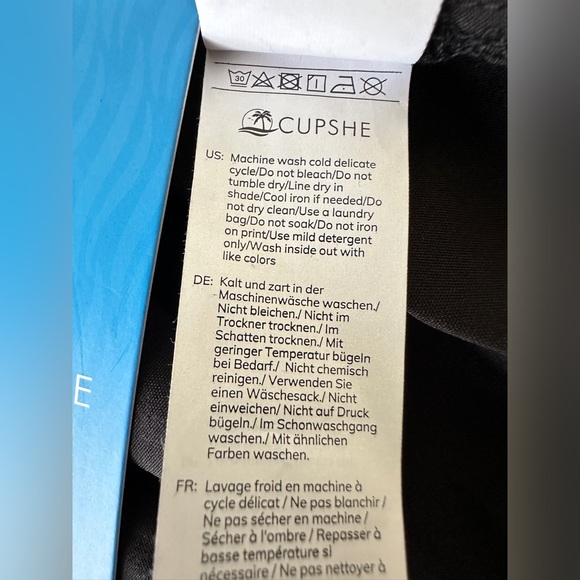 30
CUPSHE
US: Machine wash cold delicate
cycle/Do not bleach/Do not
tumble dry/Line dry in
shade/Cool iron if needed/Do
not dry clean/Use a laundry
bag/Do not soak/Do not iron
on print/Use mild detergent
only/Wash inside out with
like colors
DE: Kalt und zart in der
Maschinenwäsche waschen./
Nicht bleichen./ Nicht im
Trockner trocknen./ Im
Schatten trocknen./ Mit
geringer Temperatur bügeln
bei Bedarf./ Nicht chemisch
reinigen./ Verwenden Sie
einen Wäschesack./ Nicht
einweichen/ Nicht auf Druck
bügeln./ Im Schonwaschgang
waschen./ Mit ähnlichen
Farben waschen.
FR: Lavage froid en machine à
cycle délicat / Ne pas blanchir /
Ne pas sécher en machine /
Sécher à l'ombre / Repasser à
basse température si
nécessaire / Ne pas nettoyer à
E